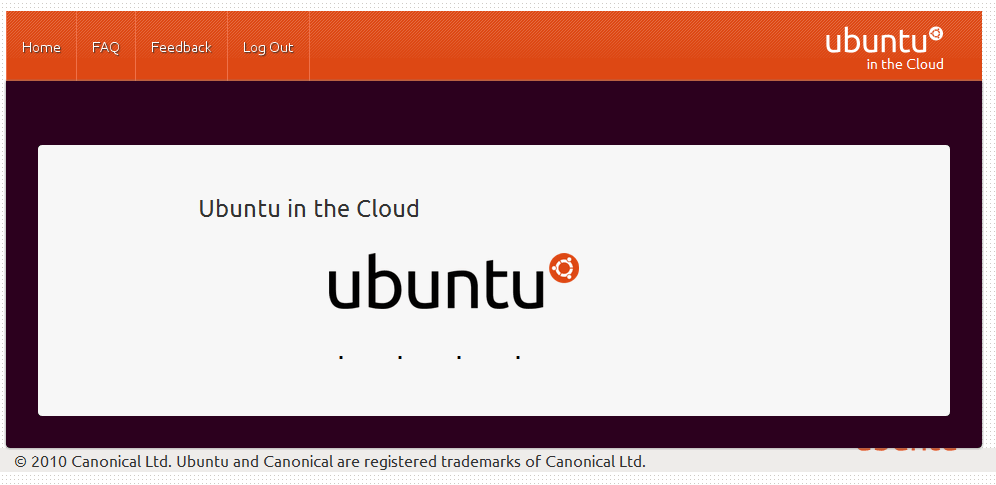 Home FAQ Feedback Log Out
ubuntu
in the Cloud
Ubuntu in the Cloud
ubuntu
. . . .
ubuntu
© 2010 Canonical Ltd. Ubuntu and Canonical are registered trademarks of Canonical Ltd.